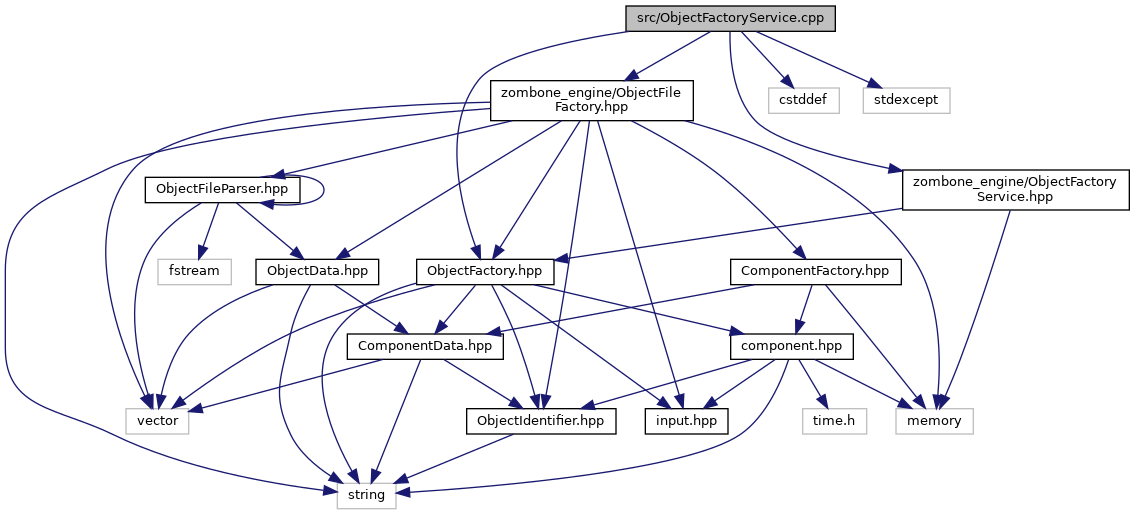 src/ObjectFactoryService.cpp
zombone_engine/ObjectFile
Factory.hpp
cstddef
stdexcept
ObjectFileParser.hpp
zombone_engine/ObjectFactory
Service.hpp
fstream
ObjectData.hpp
ObjectFactory.hpp
ComponentFactory.hpp
ComponentData.hpp
component.hpp
vector
ObjectIdentifier.hpp
input.hpp
time.h
memory
string